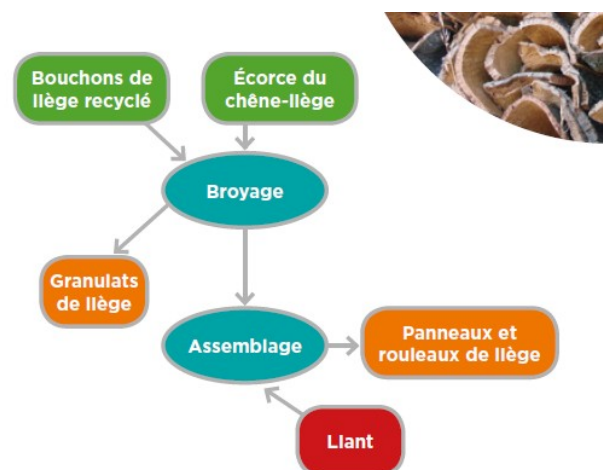 Bouchons de
liège recyclé
Écorce du
chêne-liège
Broyage
Granulats
de liège
Assemblage
Panneaux et
rouleaux de liège
Liant